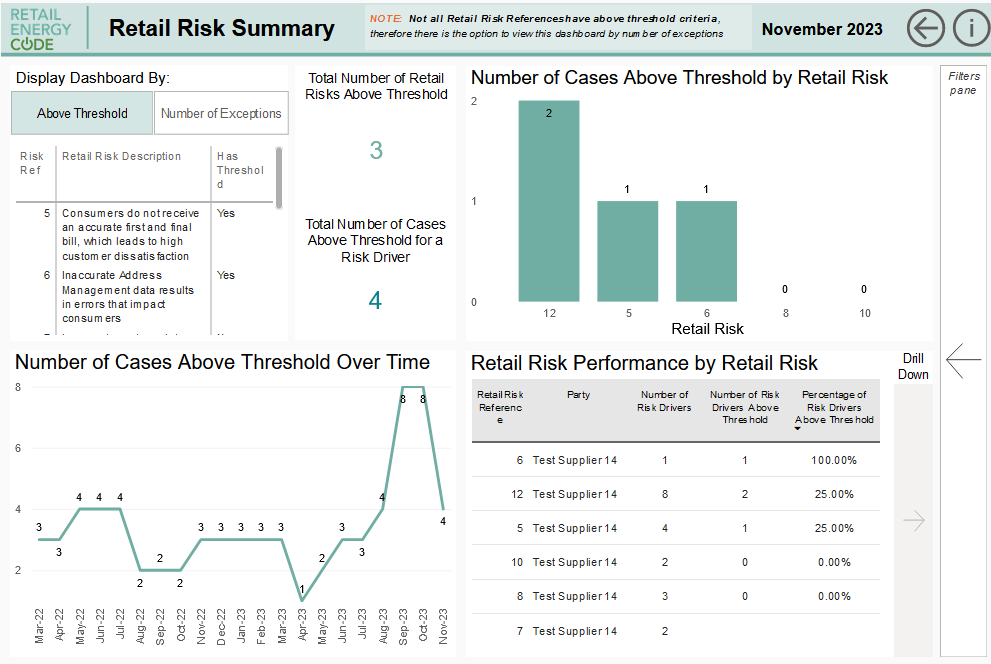 RETAIL
ENERGY
CODE
Retail Risk Summary
NOTE: Not all Retail Risk References have above threshold criteria,
therefore there is the option to view this dashboard by number of exceptions
November 2023
i
Display Dashboard By:
Above Threshold
Number of Exceptions
Risk
Ref
Retail Risk Description
Has
Threshol
d
5 Consumers do not receive Yes
an accurate first and final
bill, which leads to high
customer dissatisfaction
6 Inaccurate Address Yes
Management data results
in errors that impact
consumers
Total Number of Retail
Risks Above Threshold
3
Total Number of Cases
Above Threshold for a
Risk Driver
4
Number of Cases Above Threshold by Retail Risk
2
1
0
2
1
1
0
0
12 5 6 8 10
Retail Risk
Filters
pane
Number of Cases Above Threshold Over Time
8
6
4
2
3
3
4
4
4
2
2
2
3
3
3
3
3
1
2
3
3
4
8
8
4
Mar-22
Apr-22
May-22
Jun-22
Jul-22
Aug-22
Sep-22
Oct-22
Nov-22
Dec-22
Jan-23
Feb-23
Mar-23
Apr-23
May-23
Jun-23
Jul-23
Aug-23
Sep-23
Oct-23
Nov-23
Retail Risk Performance by Retail Risk
Drill
Down
Retail Risk
Referenc
e
Party
Number of
Risk Drivers
Number of Risk
Drivers Above
Threshold
Percentage of
Risk Drivers
Above Threshold
6 Test Supplier 14 1 1 100.00%
12 Test Supplier 14 8 2 25.00%
5 Test Supplier 14 4 1 25.00%
10 Test Supplier 14 2 0 0.00%
8 Test Supplier 14 3 0 0.00%
7 Test Supplier 14 2